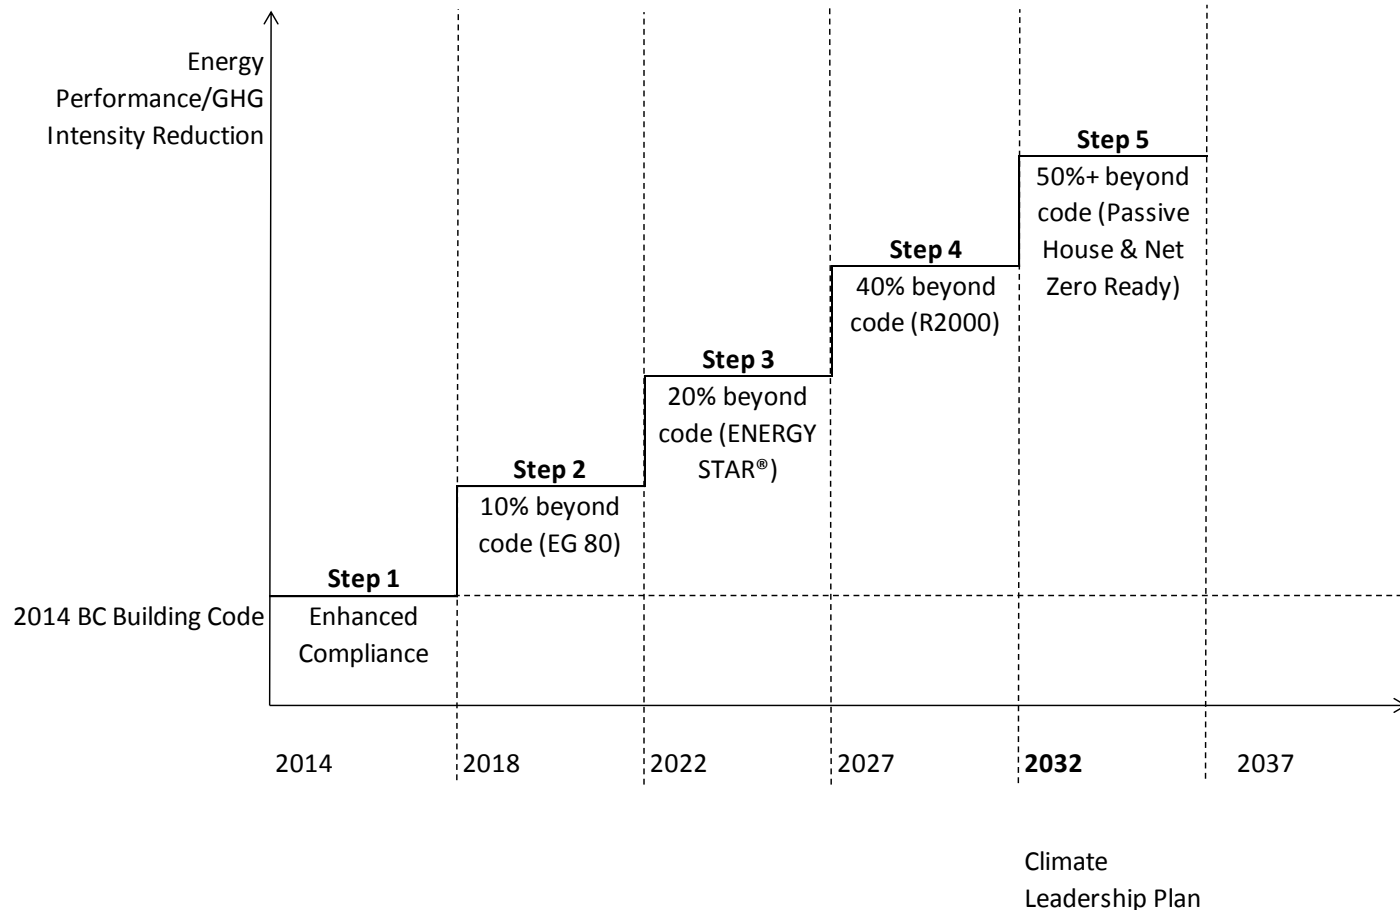 Energy
Performance/GHG
Intensity Reduction
Step 5
50%+ beyond
code (Passive
House & Net
Zero Ready)
Step 4
40% beyond
code (R2000)
Step 3
20% beyond
code (ENERGY
STAR®)
Step 2
10% beyond
code (EG 80)
Step 1
2014 BC Building Code
Enhanced
Compliance
2014 2018 2022 2027 2032 2037
Climate
Leadership Plan